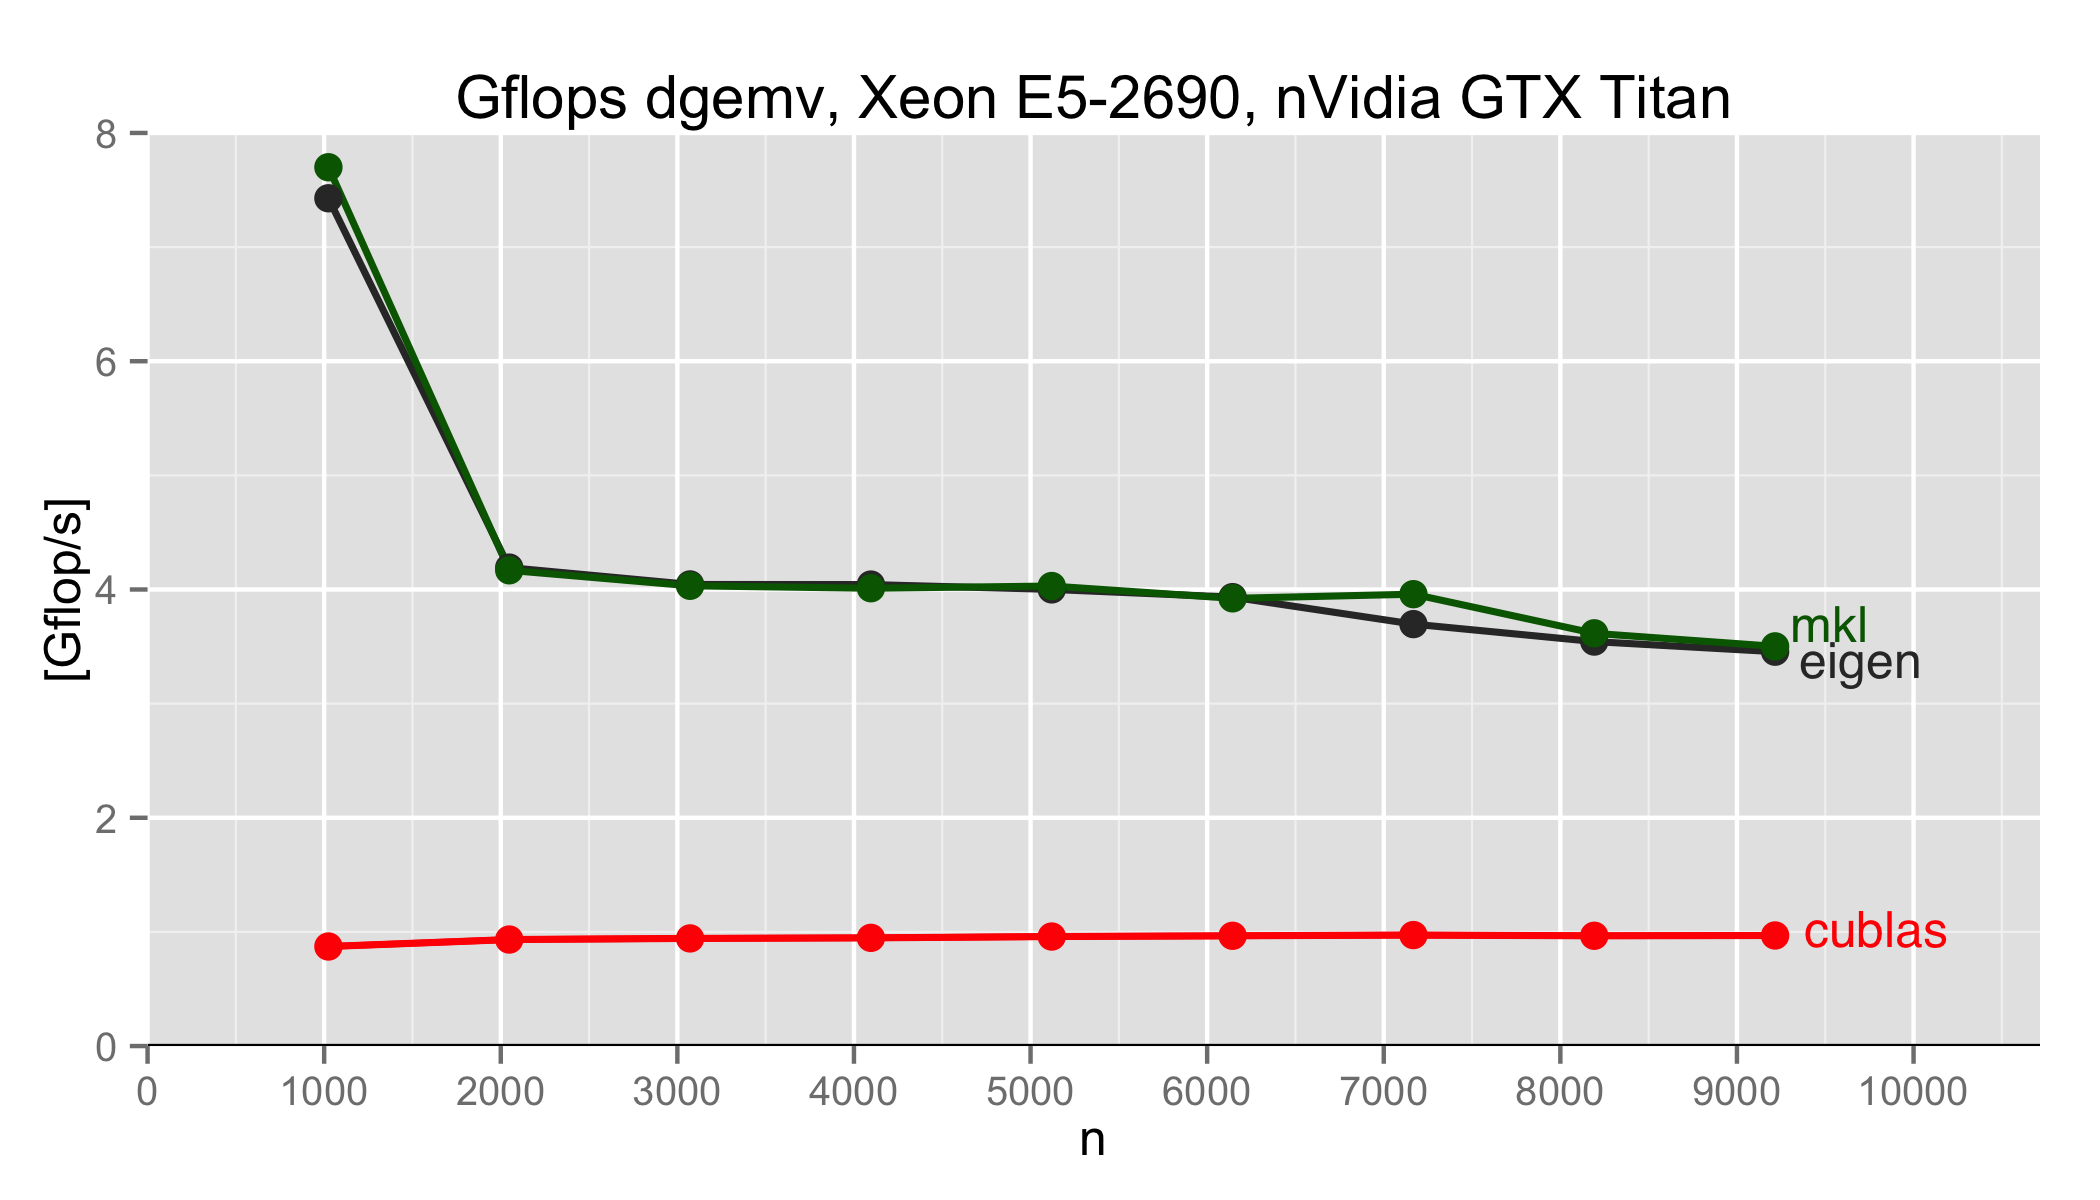 Gflops dgemv, Xeon E5-2690, nVidia GTX Titan
8
6
4
2
0
[Gflop/s]
mkl
eigen
cublas
0 1000 2000 3000 4000 5000 6000 7000 8000 9000 10000
n